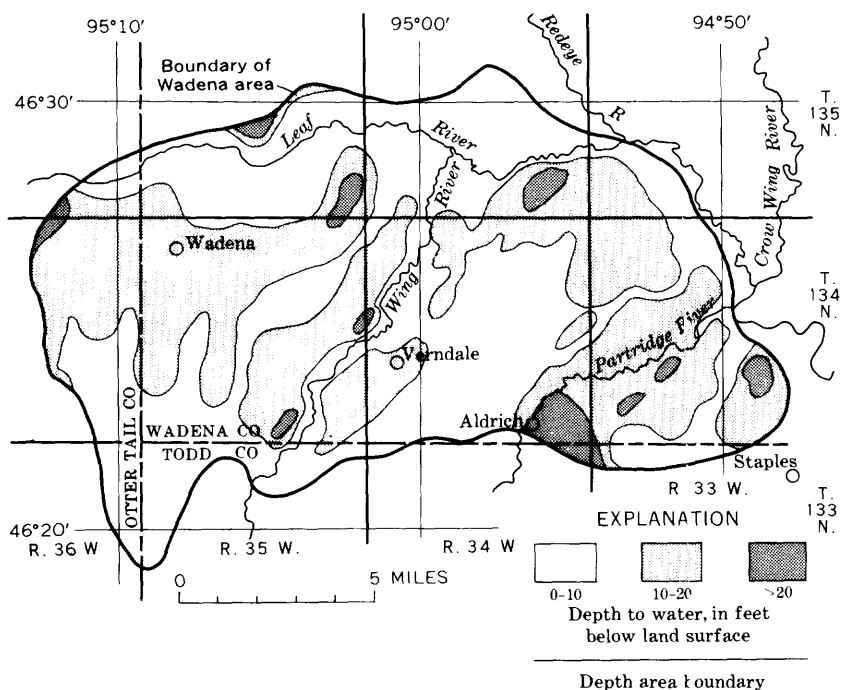 95°10'
95°00'
94°50'
Redeye
R
Boundary of
Wadena area
46°30'
T.
135
N.
Leaf
River
River
Crow Wing River
Wadena
Wing
T.
134
N.
Partridge River
Verndale
Aldrich
OTTER TAIL CO
WADENA CO
TODD CO
Staples
R 33 W.
T.
133
N.
46°20'
R. 36 W
R. 35 W.
R. 34 W
EXPLANATION
0 5 MILES
0-10
10-20
>20
Depth to water, in feet
below land surface
Depth area boundary